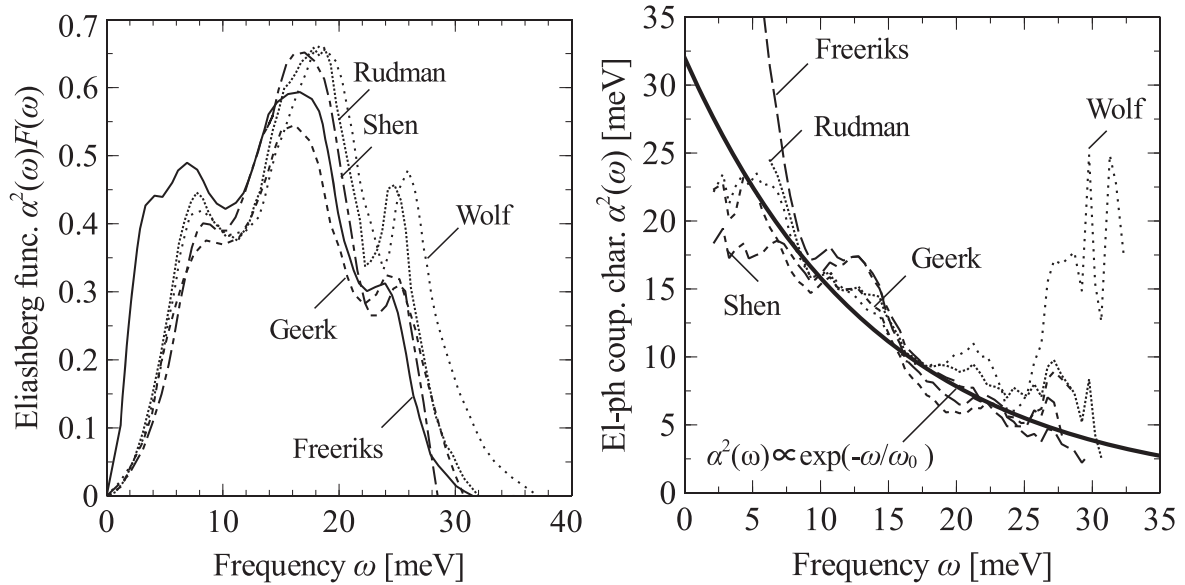 Eliashberg func. α²(ω)F(ω)
0.7
0.6
0.5
0.4
0.3
0.2
0.1
0
0 10 20 30 40
Frequency ω [meV]
Rudman
Shen
Wolf
Geerk
Freeriks
El-ph coup. char. α²(ω) [meV]
35
30
25
20
15
10
5
0
0 5 10 15 20 25 30 35
Frequency ω [meV]
Freeriks
Rudman
Wolf
Geerk
Shen
α²(ω)∝exp(-ω/ω₀ )